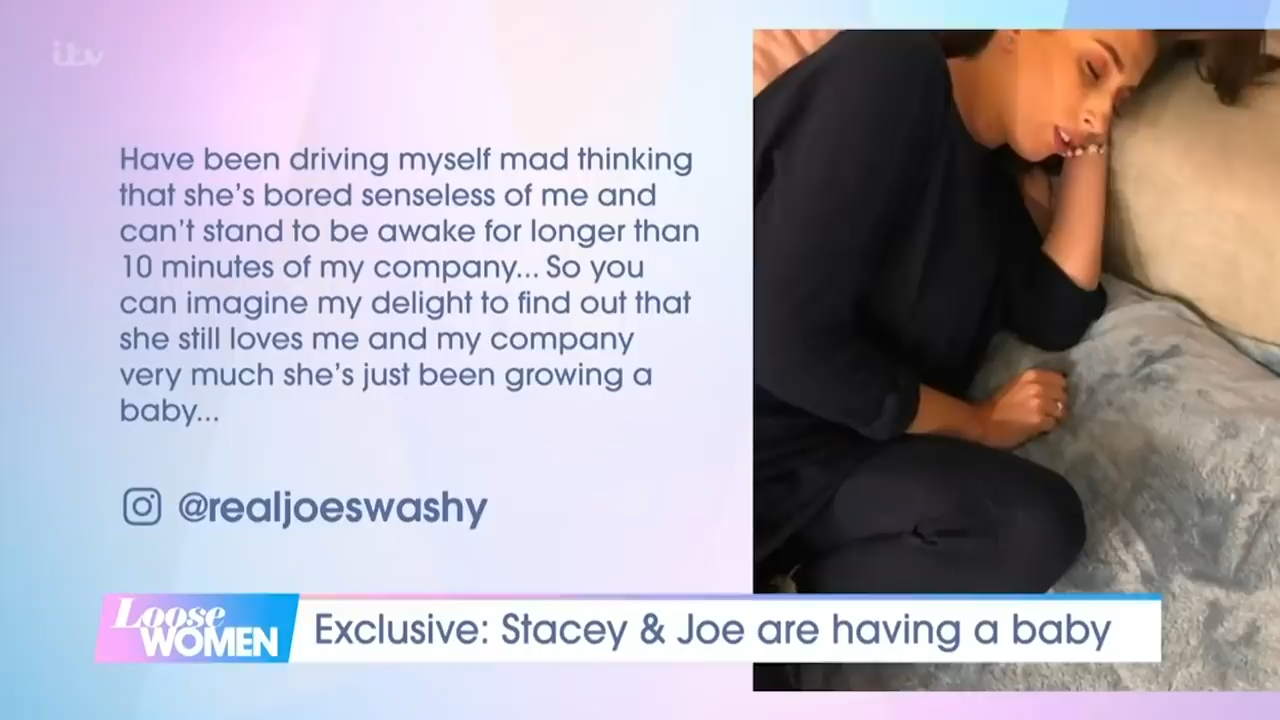 itv
Have been driving myself mad thinking
that she's bored senseless of me and
can't stand to be awake for longer than
10 minutes of my company... So you
can imagine my delight to find out that
she still loves me and my company
very much she's just been growing a
baby...
@realjoeswashy
Loose
WOMEN
Exclusive: Stacey & Joe are having a baby